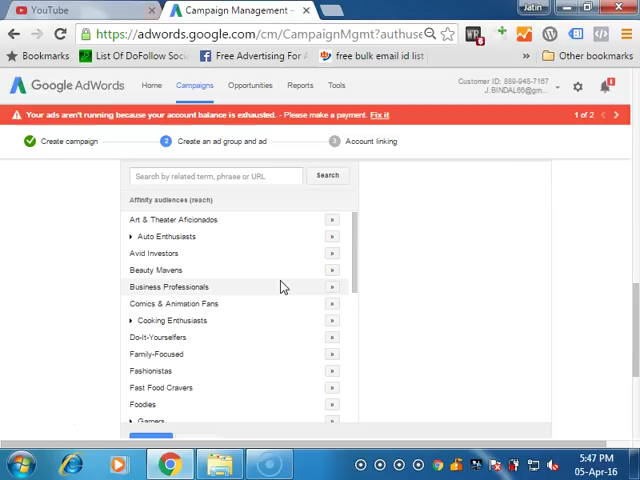 Jatin
YouTube
Campaign Management -
https://adwords.google.com/cm/CampaignMgmt?authuse
Bookmarks
List Of DoFollow Soci
Free Advertising For A
free bulk email id list
Other bookmarks
Google AdWords
Home
Campaigns
Opportunities
Reports
Tools
Customer ID: 889-948-7167
J.BINDAL66@gm...
Your ads aren't running because your account balance is exhausted. - Please make a payment. Fix it
1 of 2
Create campaign
2
Create an ad group and ad
3
Account linking
Search by related term, phrase or URL
Search
Affinity audiences (reach)
Art & Theater Aficionados
Auto Enthusiasts
Avid Investors
Beauty Mavens
Business Professionals
Comics & Animation Fans
Cooking Enthusiasts
Do-It-Yourselfers
Family-Focused
Fashionistas
Fast Food Cravers
Foodies
Gamers
5:47 PM
05-Apr-16